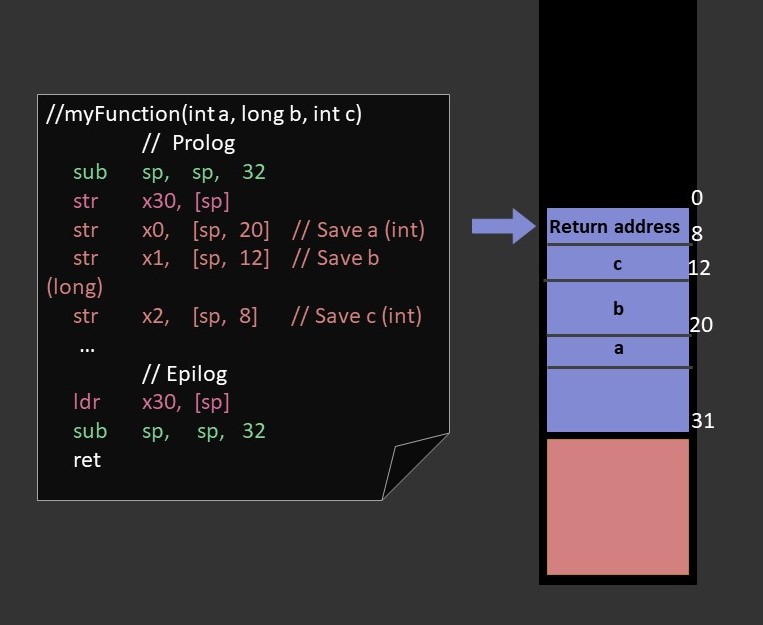 //myFunction(int a, long b, int c)
// Prolog
sub sp, sp, 32
str x30, [sp]
str x0, [sp, 20] // Save a (int)
str x1, [sp, 12] // Save b
(long)
str x2, [sp, 8] // Save c (int)
...
// Epilog
ldr x30, [sp]
sub sp, sp, 32
ret
0
Return address
8
c
12
b
20
a
31